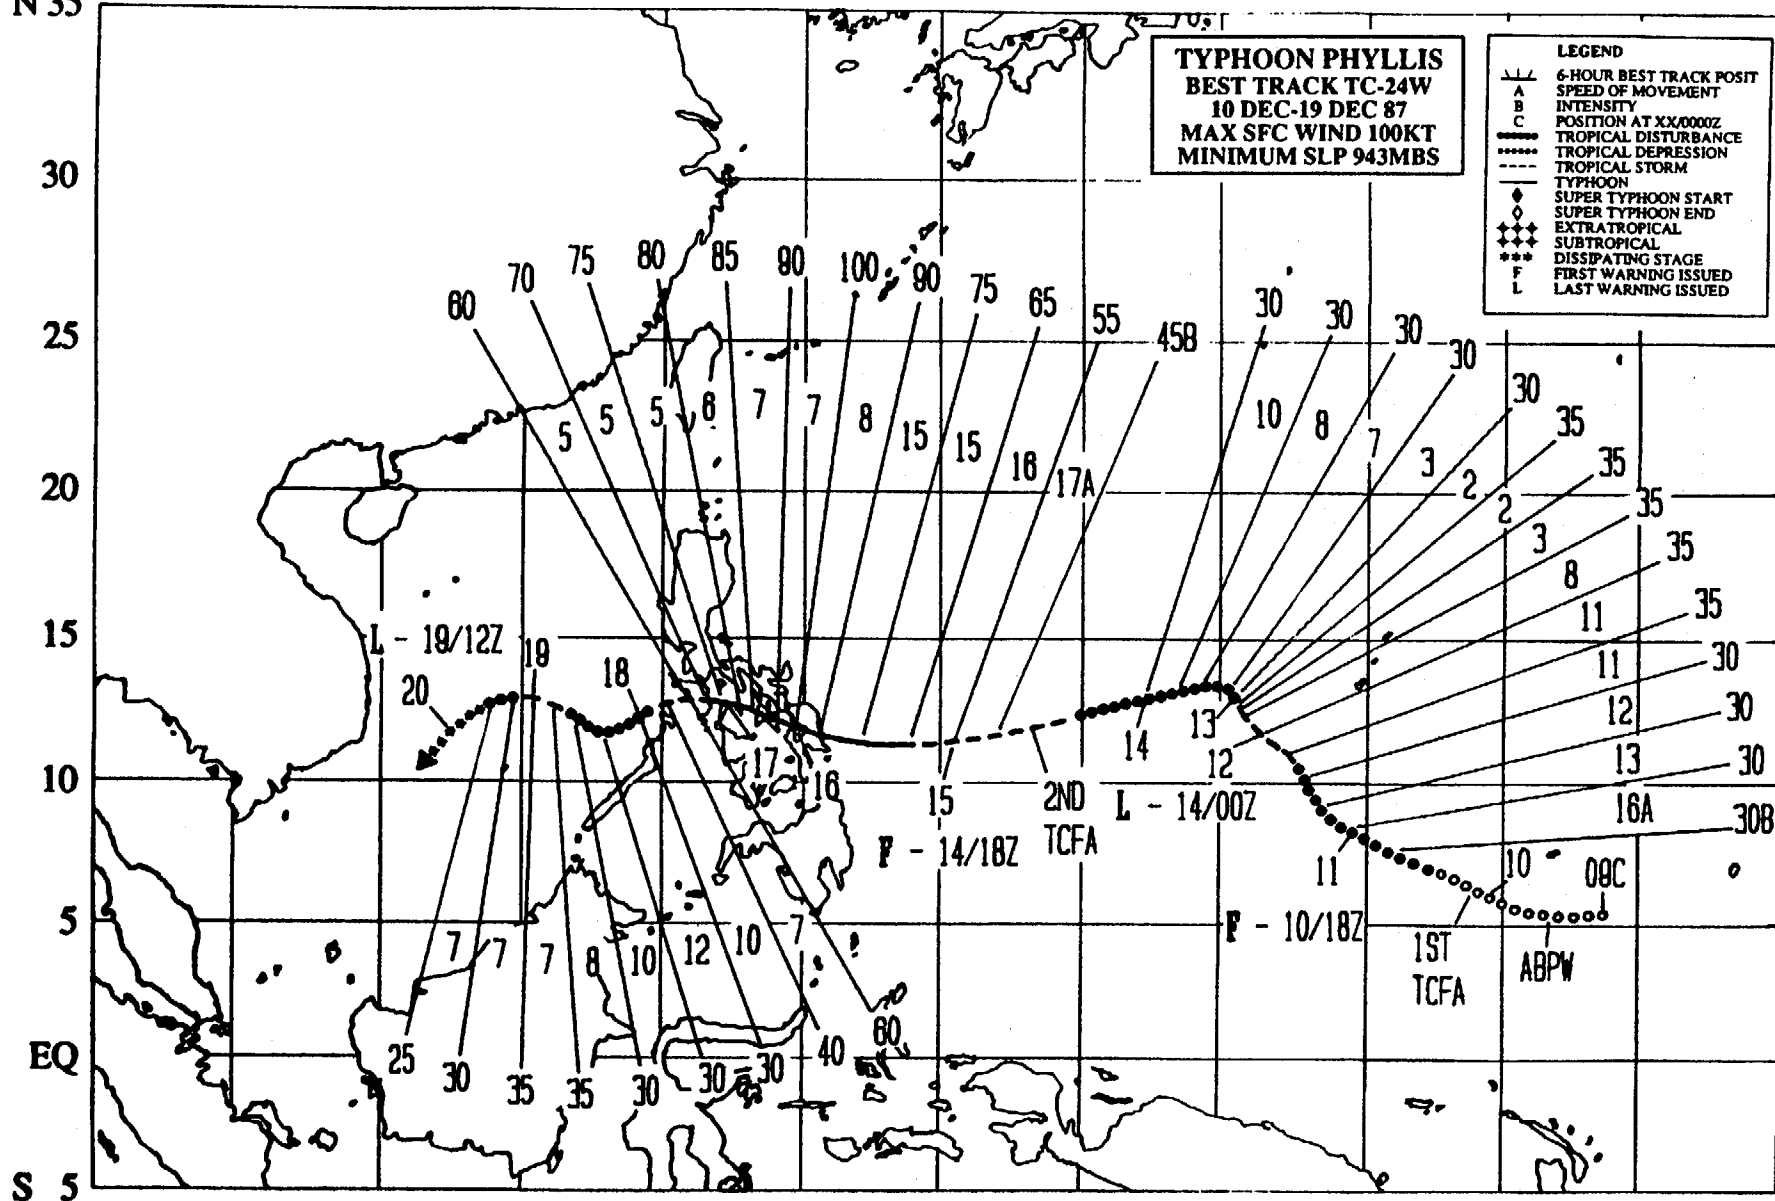 N 35
TYPHOON PHYLLIS
BEST TRACK TC-24W
10 DEC-19 DEC 87
MAX SFC WIND 100KT
MINIMUM SLP 943MBS
LEGEND
6-HOUR BEST TRACK POSIT
A SPEED OF MOVEMENT
B INTENSITY
C POSITION AT XX/0000Z
TROPICAL DISTURBANCE
TROPICAL DEPRESSION
TROPICAL STORM
TYPHOON
SUPER TYPHOON START
SUPER TYPHOON END
EXTRATROPICAL
SUBTROPICAL
*** DISSIPATING STAGE
F FIRST WARNING ISSUED
L LAST WARNING ISSUED
30
25
20
15
10
5
EQ
S 5
60 70 75 80 85 90 100 90 75 65 55 45B
30 30 30 30 30 35 35 35 35 35 30 30 30 30B
5 5 5 6 7 7 8 15 15 16 17A
10 8 7 3 2 2 3 8 11 11 12 13 16A
L - 19/12Z
20 19 18 17 16 15 14 13 12 11 10 09C
2ND
TCFA
L - 14/00Z
F - 14/18Z
F - 10/18Z
1ST
TCFA
ABPW
7 7 7 8 10 12 10 7
25 30 35 35 30 30 30 40 60